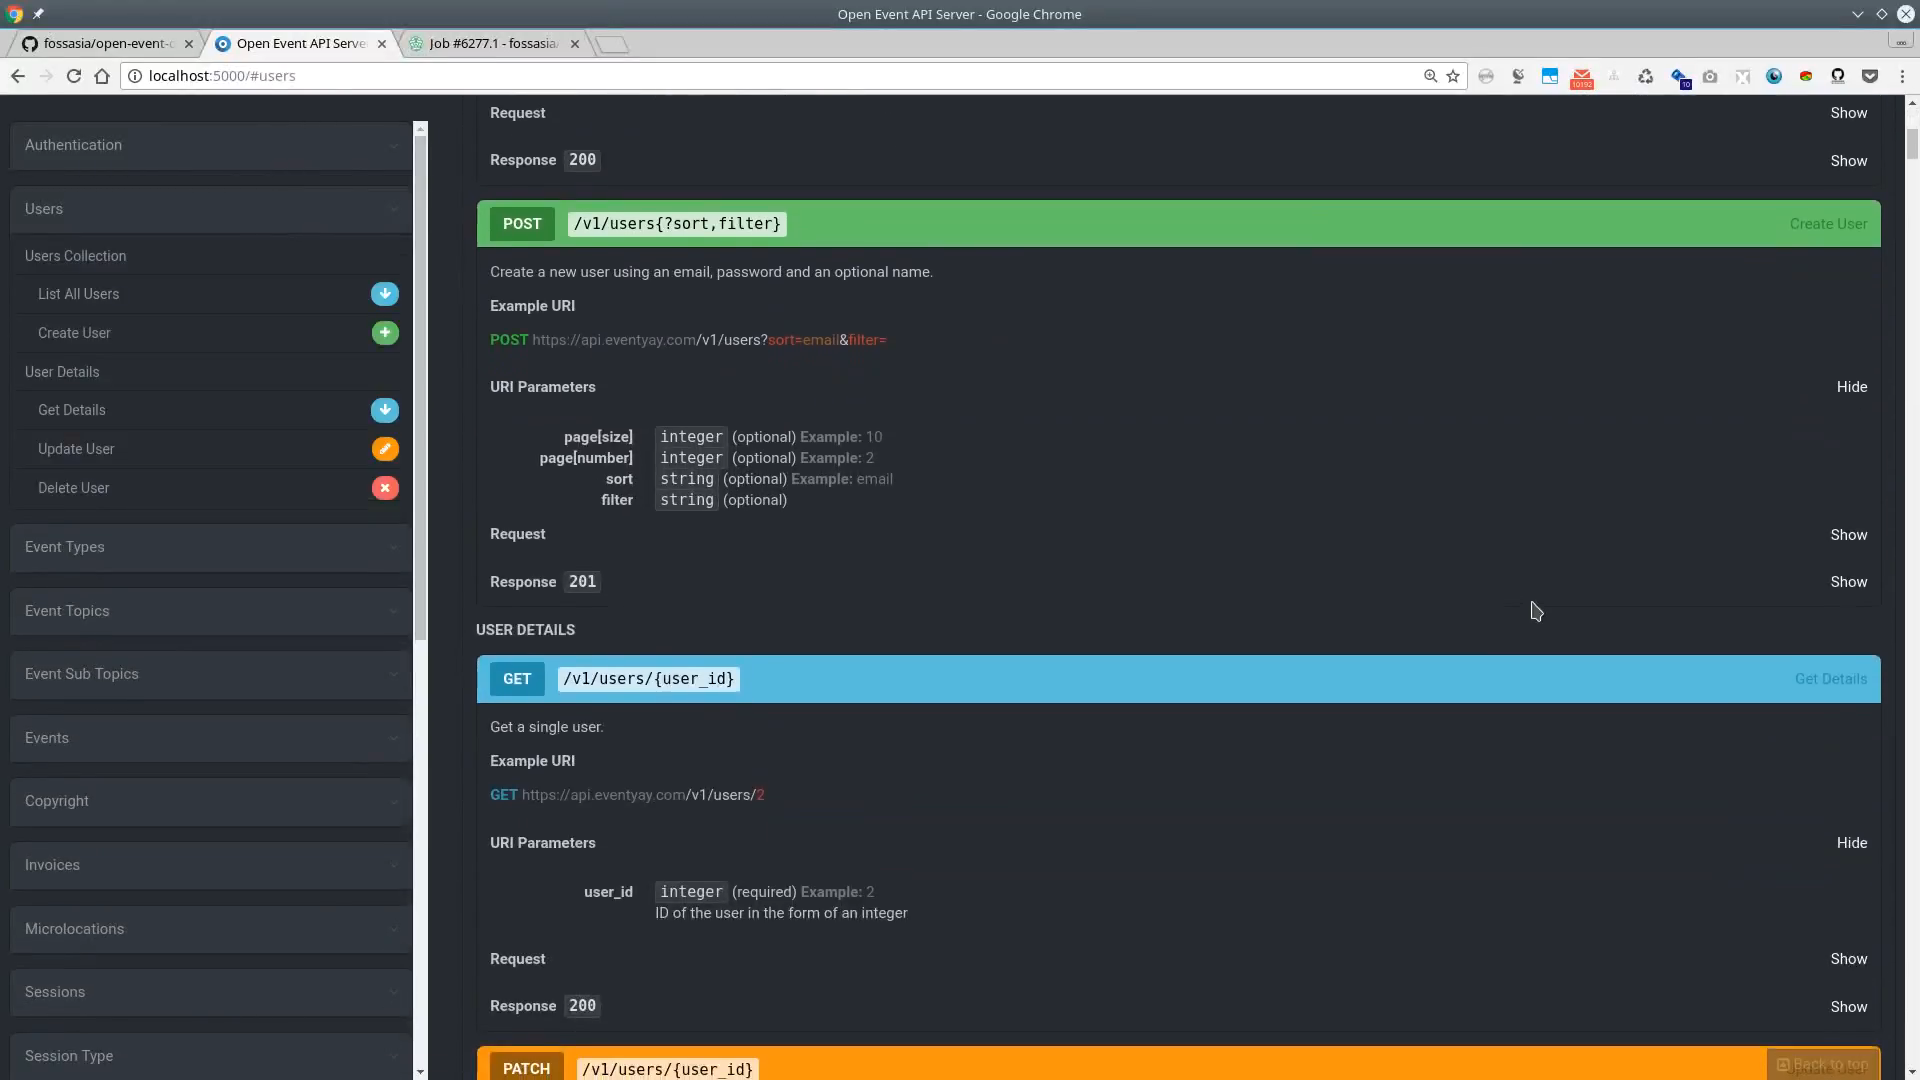 Open Event API Server - Google Chrome
fossasia/open-event-
Open Event API Serve
Job #6277.1 - fossasia
localhost:5000/#users
10192
10
Authentication
Users
Users Collection
List All Users
Create User
User Details
Get Details
Update User
Delete User
Event Types
Event Topics
Event Sub Topics
Events
Copyright
Invoices
Microlocations
Sessions
Session Type
Request Show
Response 200 Show
POST /v1/users{?sort,filter} Create User
Create a new user using an email, password and an optional name.
Example URI
POST https://api.eventyay.com/v1/users?sort=email&filter=
URI Parameters Hide
page[size] integer (optional) Example: 10
page[number] integer (optional) Example: 2
sort string (optional) Example: email
filter string (optional)
Request Show
Response 201 Show
USER DETAILS
GET /v1/users/{user_id} Get Details
Get a single user.
Example URI
GET https://api.eventyay.com/v1/users/2
URI Parameters Hide
user_id integer (required) Example: 2
ID of the user in the form of an integer
Request Show
Response 200 Show
PATCH /v1/users/{user_id} Back to top